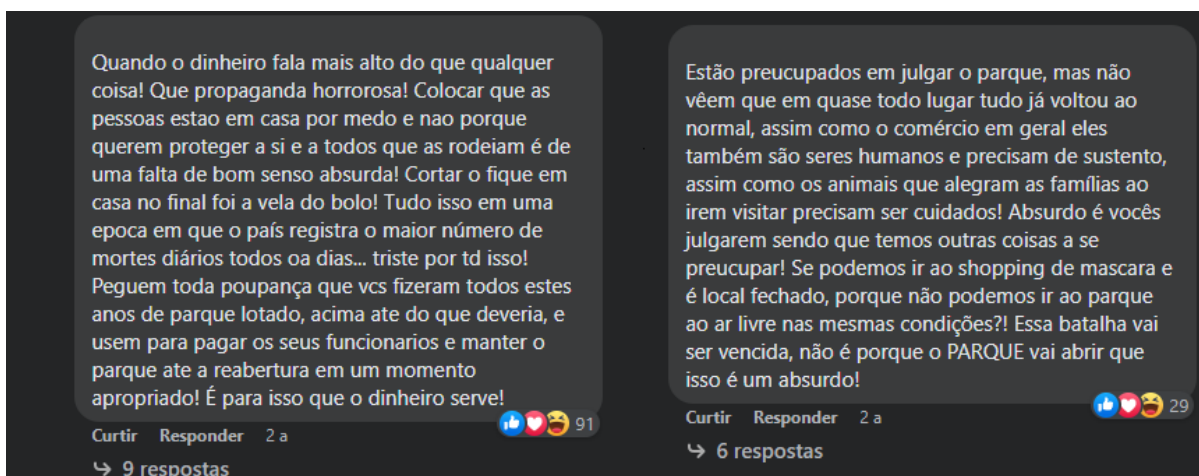 Quando o dinheiro fala mais alto do que qualquer
coisa! Que propaganda horrorosa! Colocar que as
pessoas estao em casa por medo e nao porque
querem proteger a si e a todos que as rodeiam é de
uma falta de bom senso absurda! Cortar o fique em
casa no final foi a vela do bolo! Tudo isso em uma
epoca em que o país registra o maior número de
mortes diários todos oa dias... triste por td isso!
Peguem toda poupança que vcs fizeram todos estes
anos de parque lotado, acima ate do que deveria, e
usem para pagar os seus funcionarios e manter o
parque ate a reabertura em um momento
apropriado! É para isso que o dinheiro serve!
91
Curtir Responder 2 a
9 respostas
Estão preucupados em julgar o parque, mas não
vêem que em quase todo lugar tudo já voltou ao
normal, assim como o comércio em geral eles
também são seres humanos e precisam de sustento,
assim como os animais que alegram as famílias ao
irem visitar precisam ser cuidados! Absurdo é vocês
julgarem sendo que temos outras coisas a se
preucupar! Se podemos ir ao shopping de mascara e
é local fechado, porque não podemos ir ao parque
ao ar livre nas mesmas condições?! Essa batalha vai
ser vencida, não é porque o PARQUE vai abrir que
isso é um absurdo!
29
Curtir Responder 2 a
6 respostas